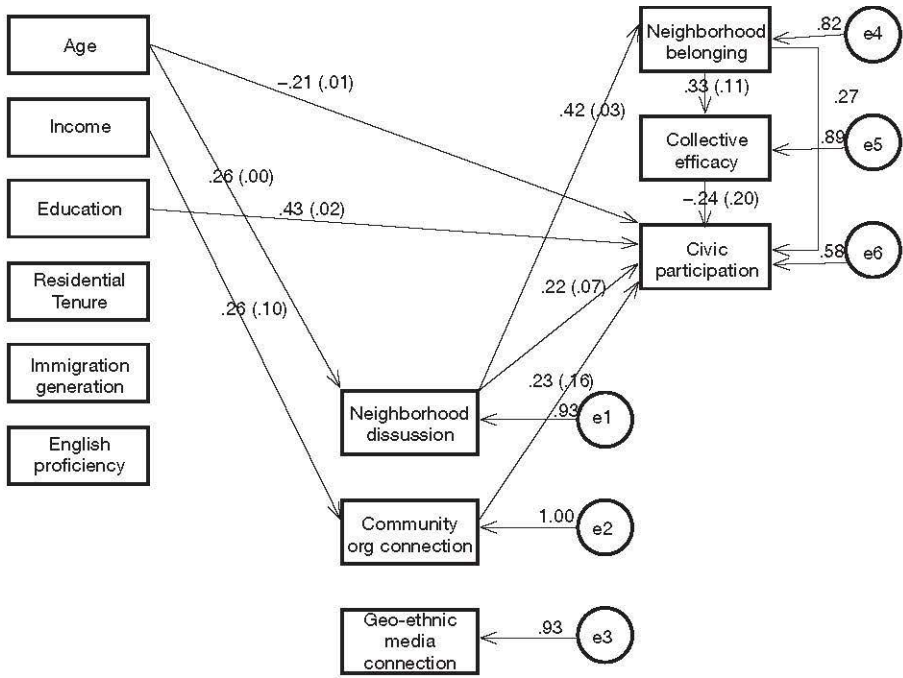 Age
Income
Education
Residential
Tenure
Immigration
generation
English
proficiency
–.21 (.01)
.26 (.00)
.43 (.02)
.26 (.10)
.42 (.03)
.22 (.07)
.23 (.16)
Neighborhood
dissussion
.93
e1
Community
org connection
1.00
e2
Geo-ethnic
media
connection
.93
e3
Neighborhood
belonging
.82
e4
.33 (.11)
.27
Collective
efficacy
.89
e5
–.24 (.20)
Civic
participation
.58
e6